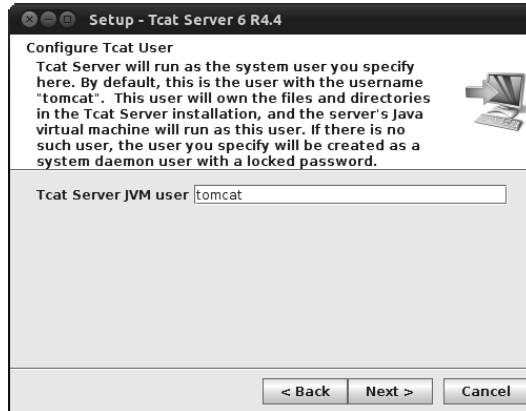 Setup - Tcat Server 6 R4.4
Configure Tcat User
Tcat Server will run as the system user you specify
here. By default, this is the user with the username
"tomcat".  This user will own the files and directories
in the Tcat Server installation, and the server's Java
virtual machine will run as this user. If there is no
such user, the user you specify will be created as a
system daemon user with a locked password.
Tcat Server JVM user tomcat
< Back Next > Cancel